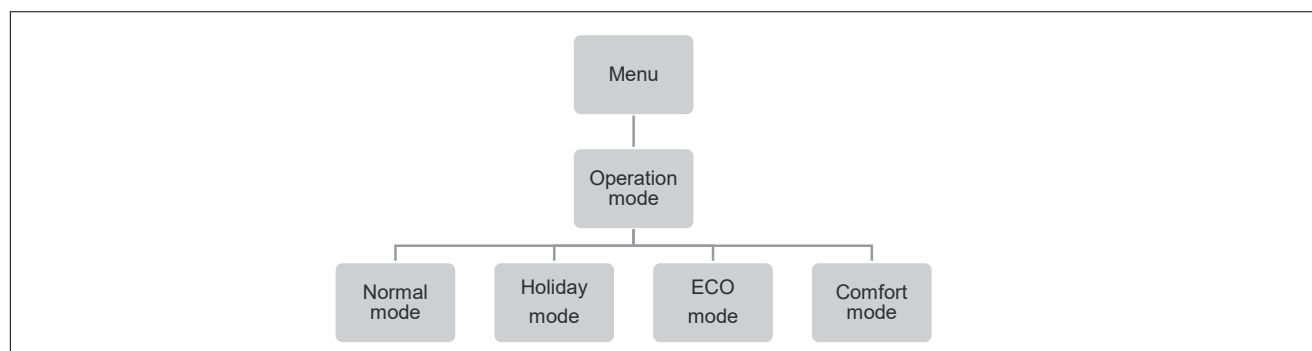 Menu
Operation
mode
Normal
mode
Holiday
mode
ECO
mode
Comfort
mode